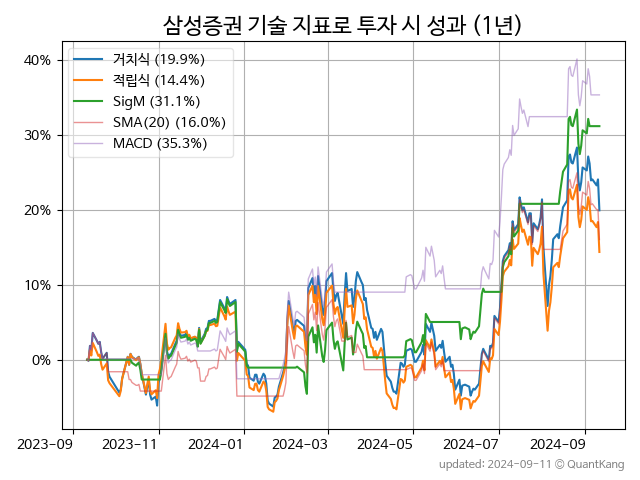 삼성증권 기술 지표로 투자 시 성과 (1년)
40%
30%
20%
10%
0%
거치식 (19.9%)
적립식 (14.4%)
SigM (31.1%)
SMA(20) (16.0%)
MACD (35.3%)
2023-09
2023-11
2024-01
2024-03
2024-05
2024-07
2024-09
updated: 2024-09-11 © QuantKang